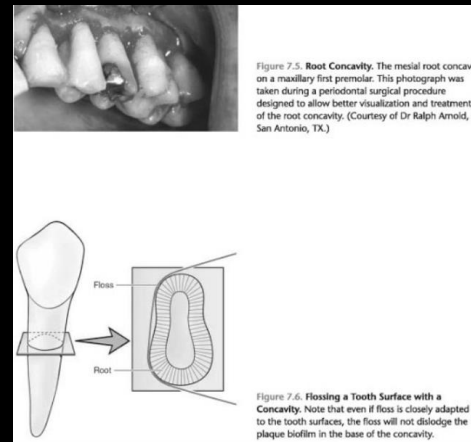 Figure 7.5. Root Concavity. The mesial root concav
on a maxillary first premolar. This photograph was
taken during a periodontal surgical procedure
designed to allow better visualization and treatment
of the root concavity. (Courtesy of Dr Ralph Arnold,
San Antonio, TX.)
Floss
Root
Figure 7.6. Flossing a Tooth Surface with a
Concavity. Note that even if floss is closely adapted
to the tooth surfaces, the floss will not dislodge the
plaque biofilm in the base of the concavity.